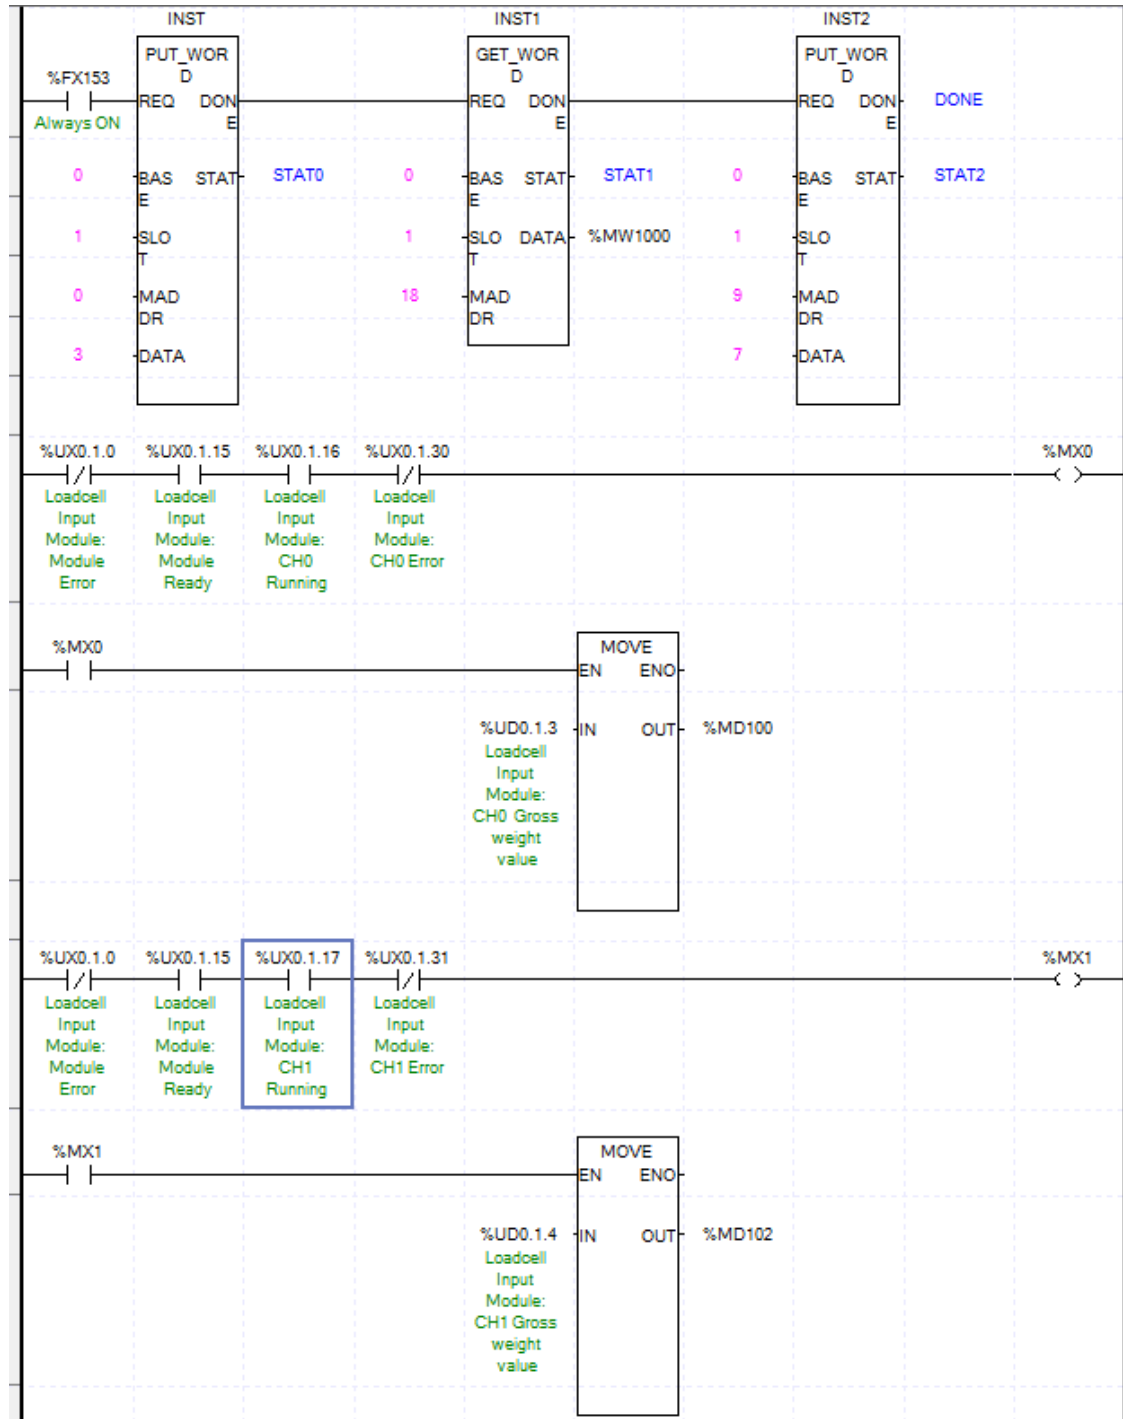 INST INST1 INST2
PUT_WOR GET_WOR PUT_WOR
D D D
%FX153
REQ DON REQ DON REQ DON DONE
Always ON E E E
0 BAS STAT STAT0 0 BAS STAT STAT1 0 BAS STAT STAT2
E E E
1 SLO 1 SLO DATA %MW1000 1 SLO
T T T
0 MAD 18 MAD 9 MAD
DR DR DR
3 DATA 7 DATA
%UX0.1.0 %UX0.1.15 %UX0.1.16 %UX0.1.30 %MX0
Loadcell Loadcell Loadcell Loadcell
Input Input Input Input
Module: Module: Module: Module:
Module Module CH0 CH0 Error
Error Ready Running
%MX0 MOVE
EN ENO
%UD0.1.3 IN OUT %MD100
Loadcell
Input
Module:
CH0 Gross
weight
value
%UX0.1.0 %UX0.1.15 %UX0.1.17 %UX0.1.31 %MX1
Loadcell Loadcell Loadcell Loadcell
Input Input Input Input
Module: Module: Module: Module:
Module Module CH1 CH1 Error
Error Ready Running
%MX1 MOVE
EN ENO
%UD0.1.4 IN OUT %MD102
Loadcell
Input
Module:
CH1 Gross
weight
value